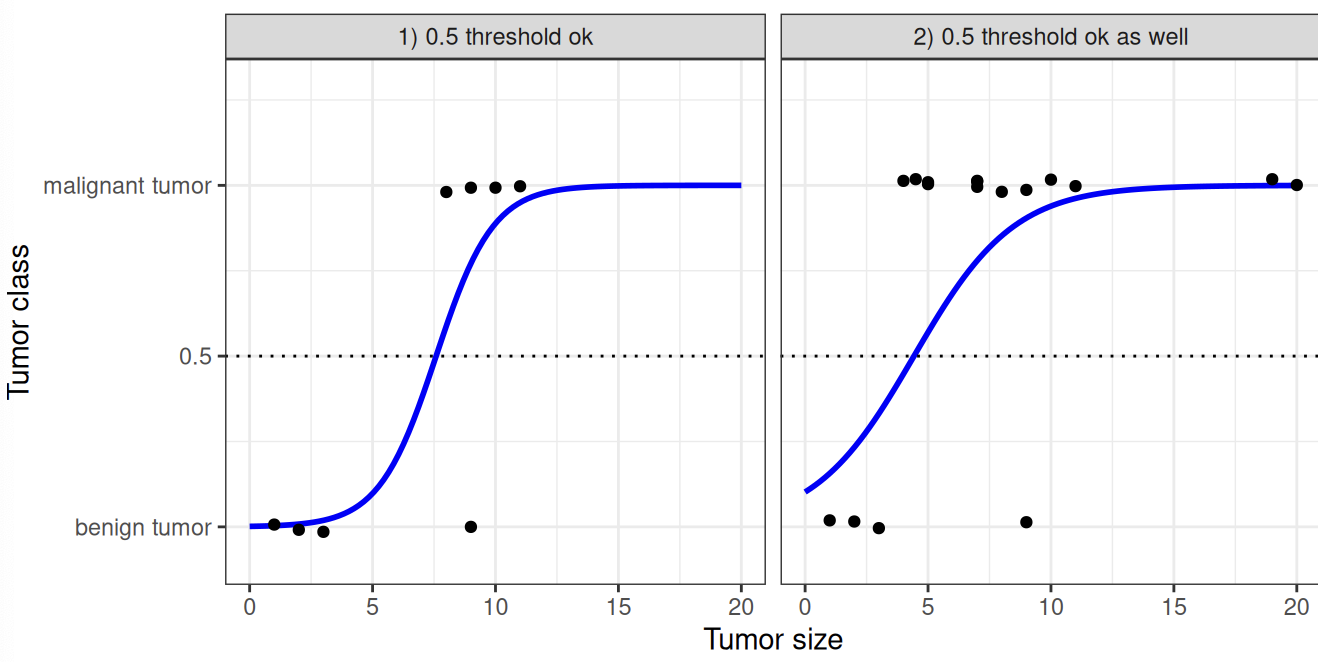 1) 0.5 threshold ok
2) 0.5 threshold ok as well
malignant tumor
0.5
benign tumor
Tumor class
0 5 10 15 20
0 5 10 15 20
Tumor size